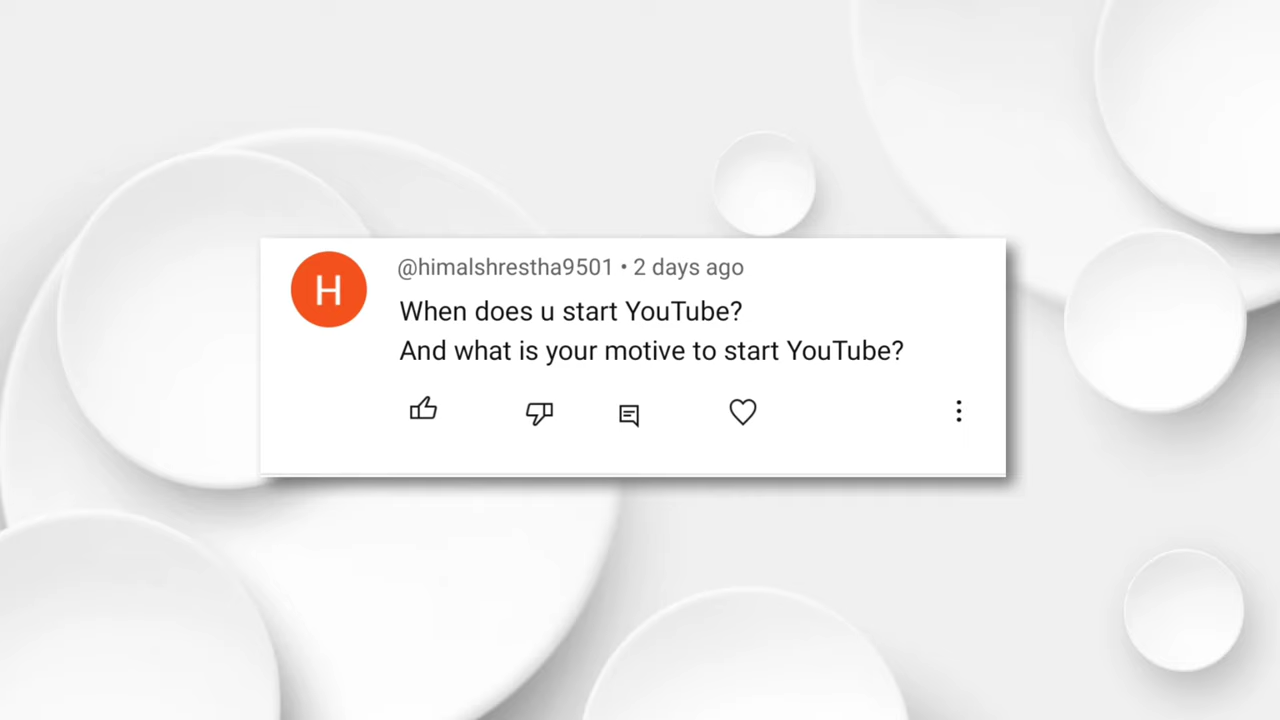 H
@himalshrestha9501 • 2 days ago
When does u start YouTube?
And what is your motive to start YouTube?